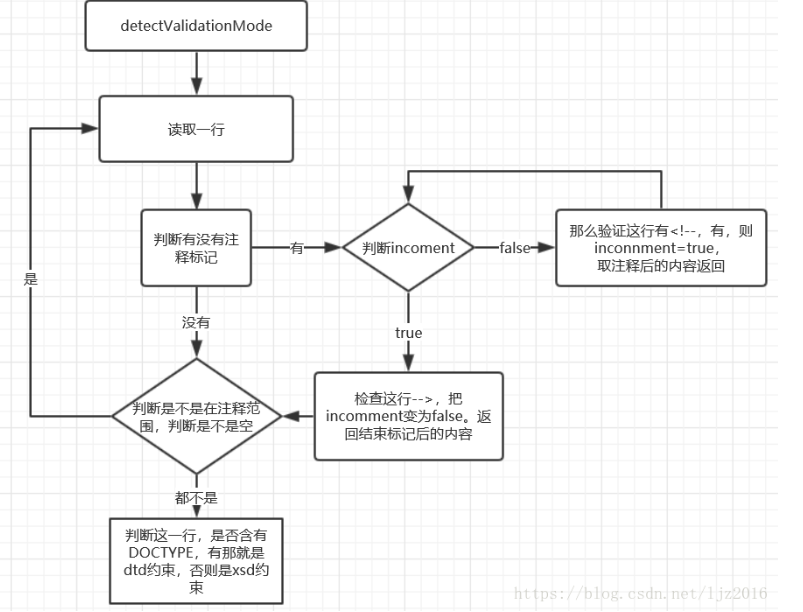 detectValidationMode
读取一行
判断有没有注
释标记
有
判断incoment
false
那么验证这行有<!--，有，则
inconnment=true，
取注释后的内容返回
是
没有
true
判断是不是在注释范
围，判断是不是空
检查这行-->，把
incomment变为false。返
回结束标记后的内容
都不是
判断这一行，是否含有
DOCTYPE，有那就是
dtd约束，否则是xsd约
束
https://blog.csdn.net/ljz2016